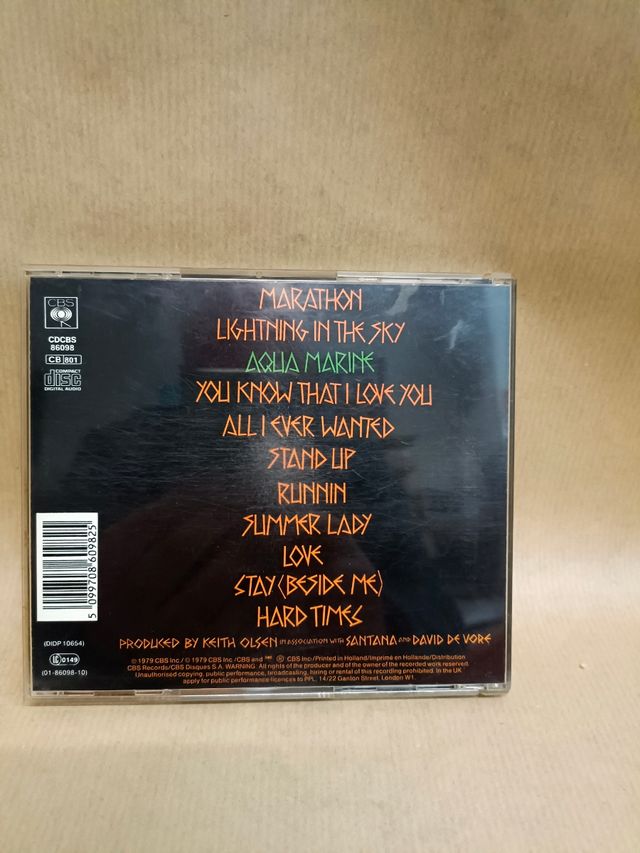 CBS
CDCBS
86098
CB 801
COMPACT
disc
DIGITAL AUDIO
MARATHON
LIGHTNING IN THE SKY
AQUA MARINE
YOU KNOW THAT I LOVE YOU
ALL I EVER WANTED
STAND UP
RUNNIN
SUMMER LADY
LOVE
STAY (BESIDE ME)
HARD TIMES
5 099708 609825
(DIDP 10654)
LC 0149
(01-86098-10)
PRODUCED BY KEITH OLSEN IN ASSOCIATION WITH SANTANA AND DAVID DE VORE
℗ 1979 CBS Inc / © 1979 CBS Inc /CBS and ® CBS Inc /Printed in Holland/Imprimé en Hollande/Distribution
CBS Records/CBS Disques S.A. WARNING. All rights of the producer and of the owner of the recorded work reserved.
Unauthorised copying, public performance, broadcasting, hiring or rental of this recording prohibited. In the UK
apply for public performance licences to PPL, 14/22 Ganton Street, London W1.